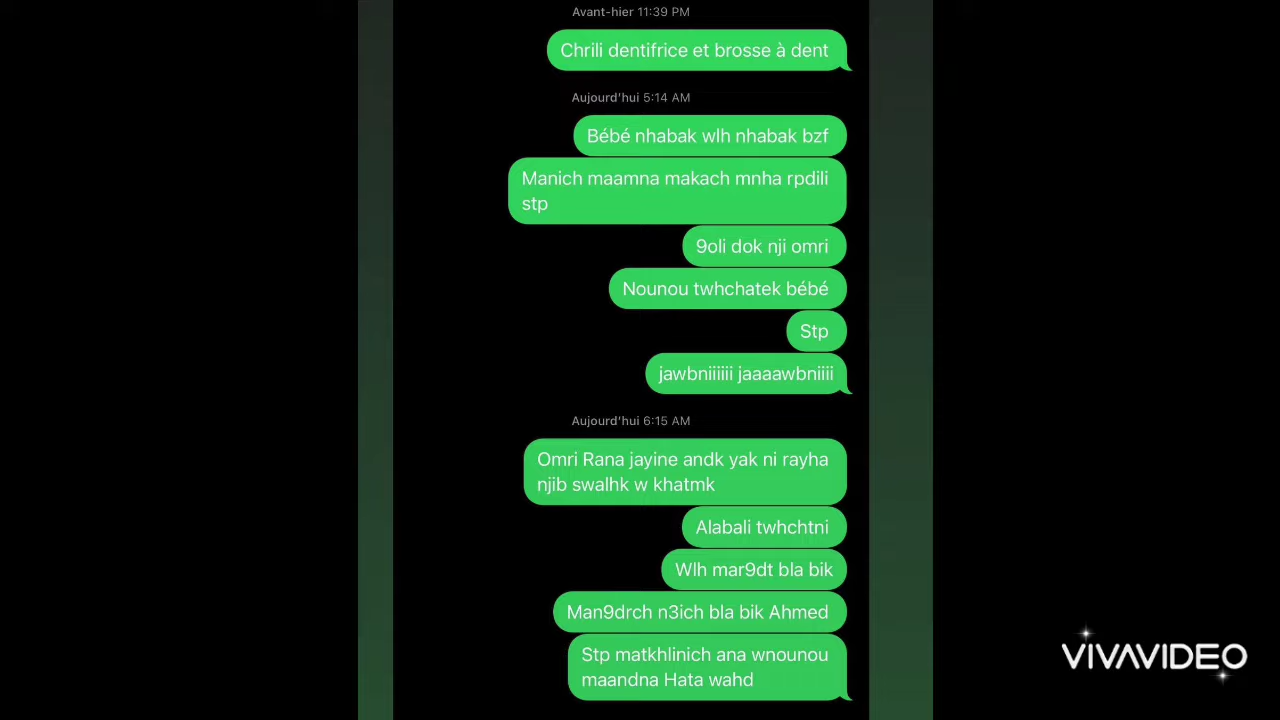 Avant-hier 11:39 PM
Chrili dentifrice et brosse à dent
Aujourd'hui 5:14 AM
Bébé nhabak wlh nhabak bzf
Manich maamna makach mnha rpdili
stp
9oli dok nji omri
Nounou twhchatek bébé
Stp
jawbniiiiii jaaaawbniiii
Aujourd'hui 6:15 AM
Omri Rana jayine andk yak ni rayha
njib swalhk w khatmk
Alabali twhchtni
Wlh mar9dt bla bik
Man9drch n3ich bla bik Ahmed
Stp matkhlinich ana wnounou
maandna Hata wahd
VIVAVIDEO